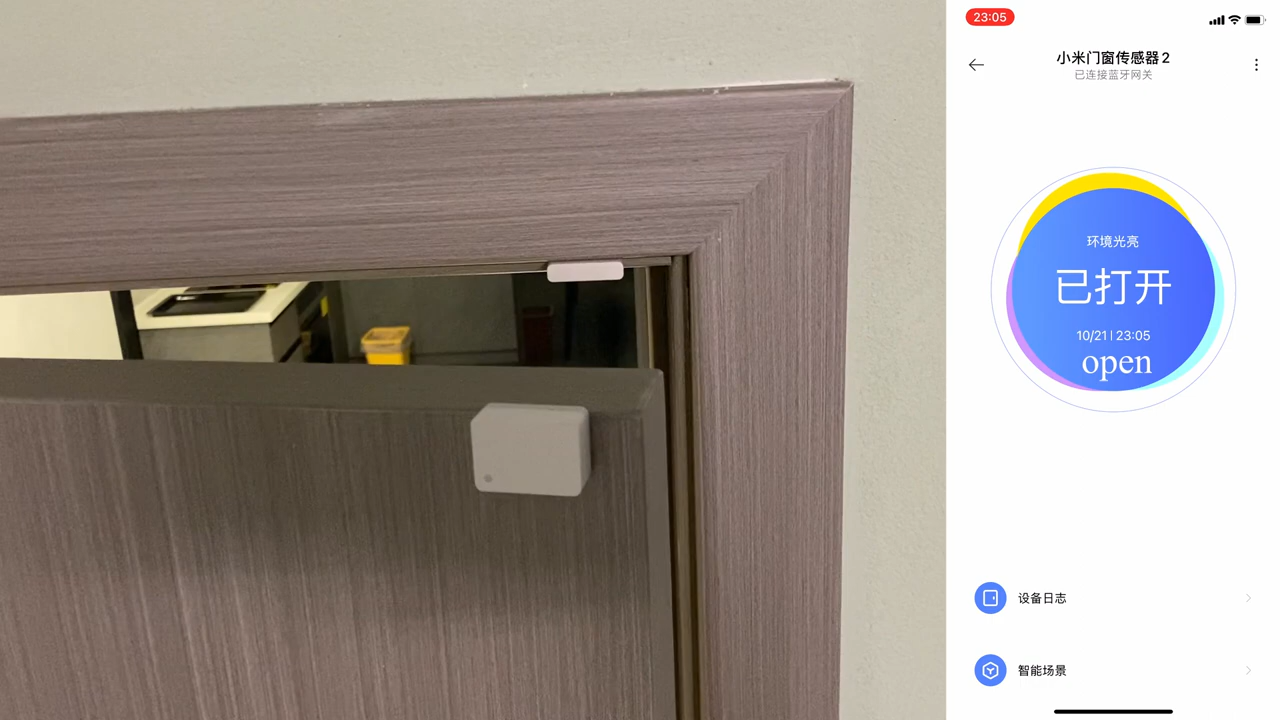 23:05
小米门窗传感器2
已连接蓝牙网关
环境光亮
已打开
10/21 | 23:05
open
设备日志
智能场景